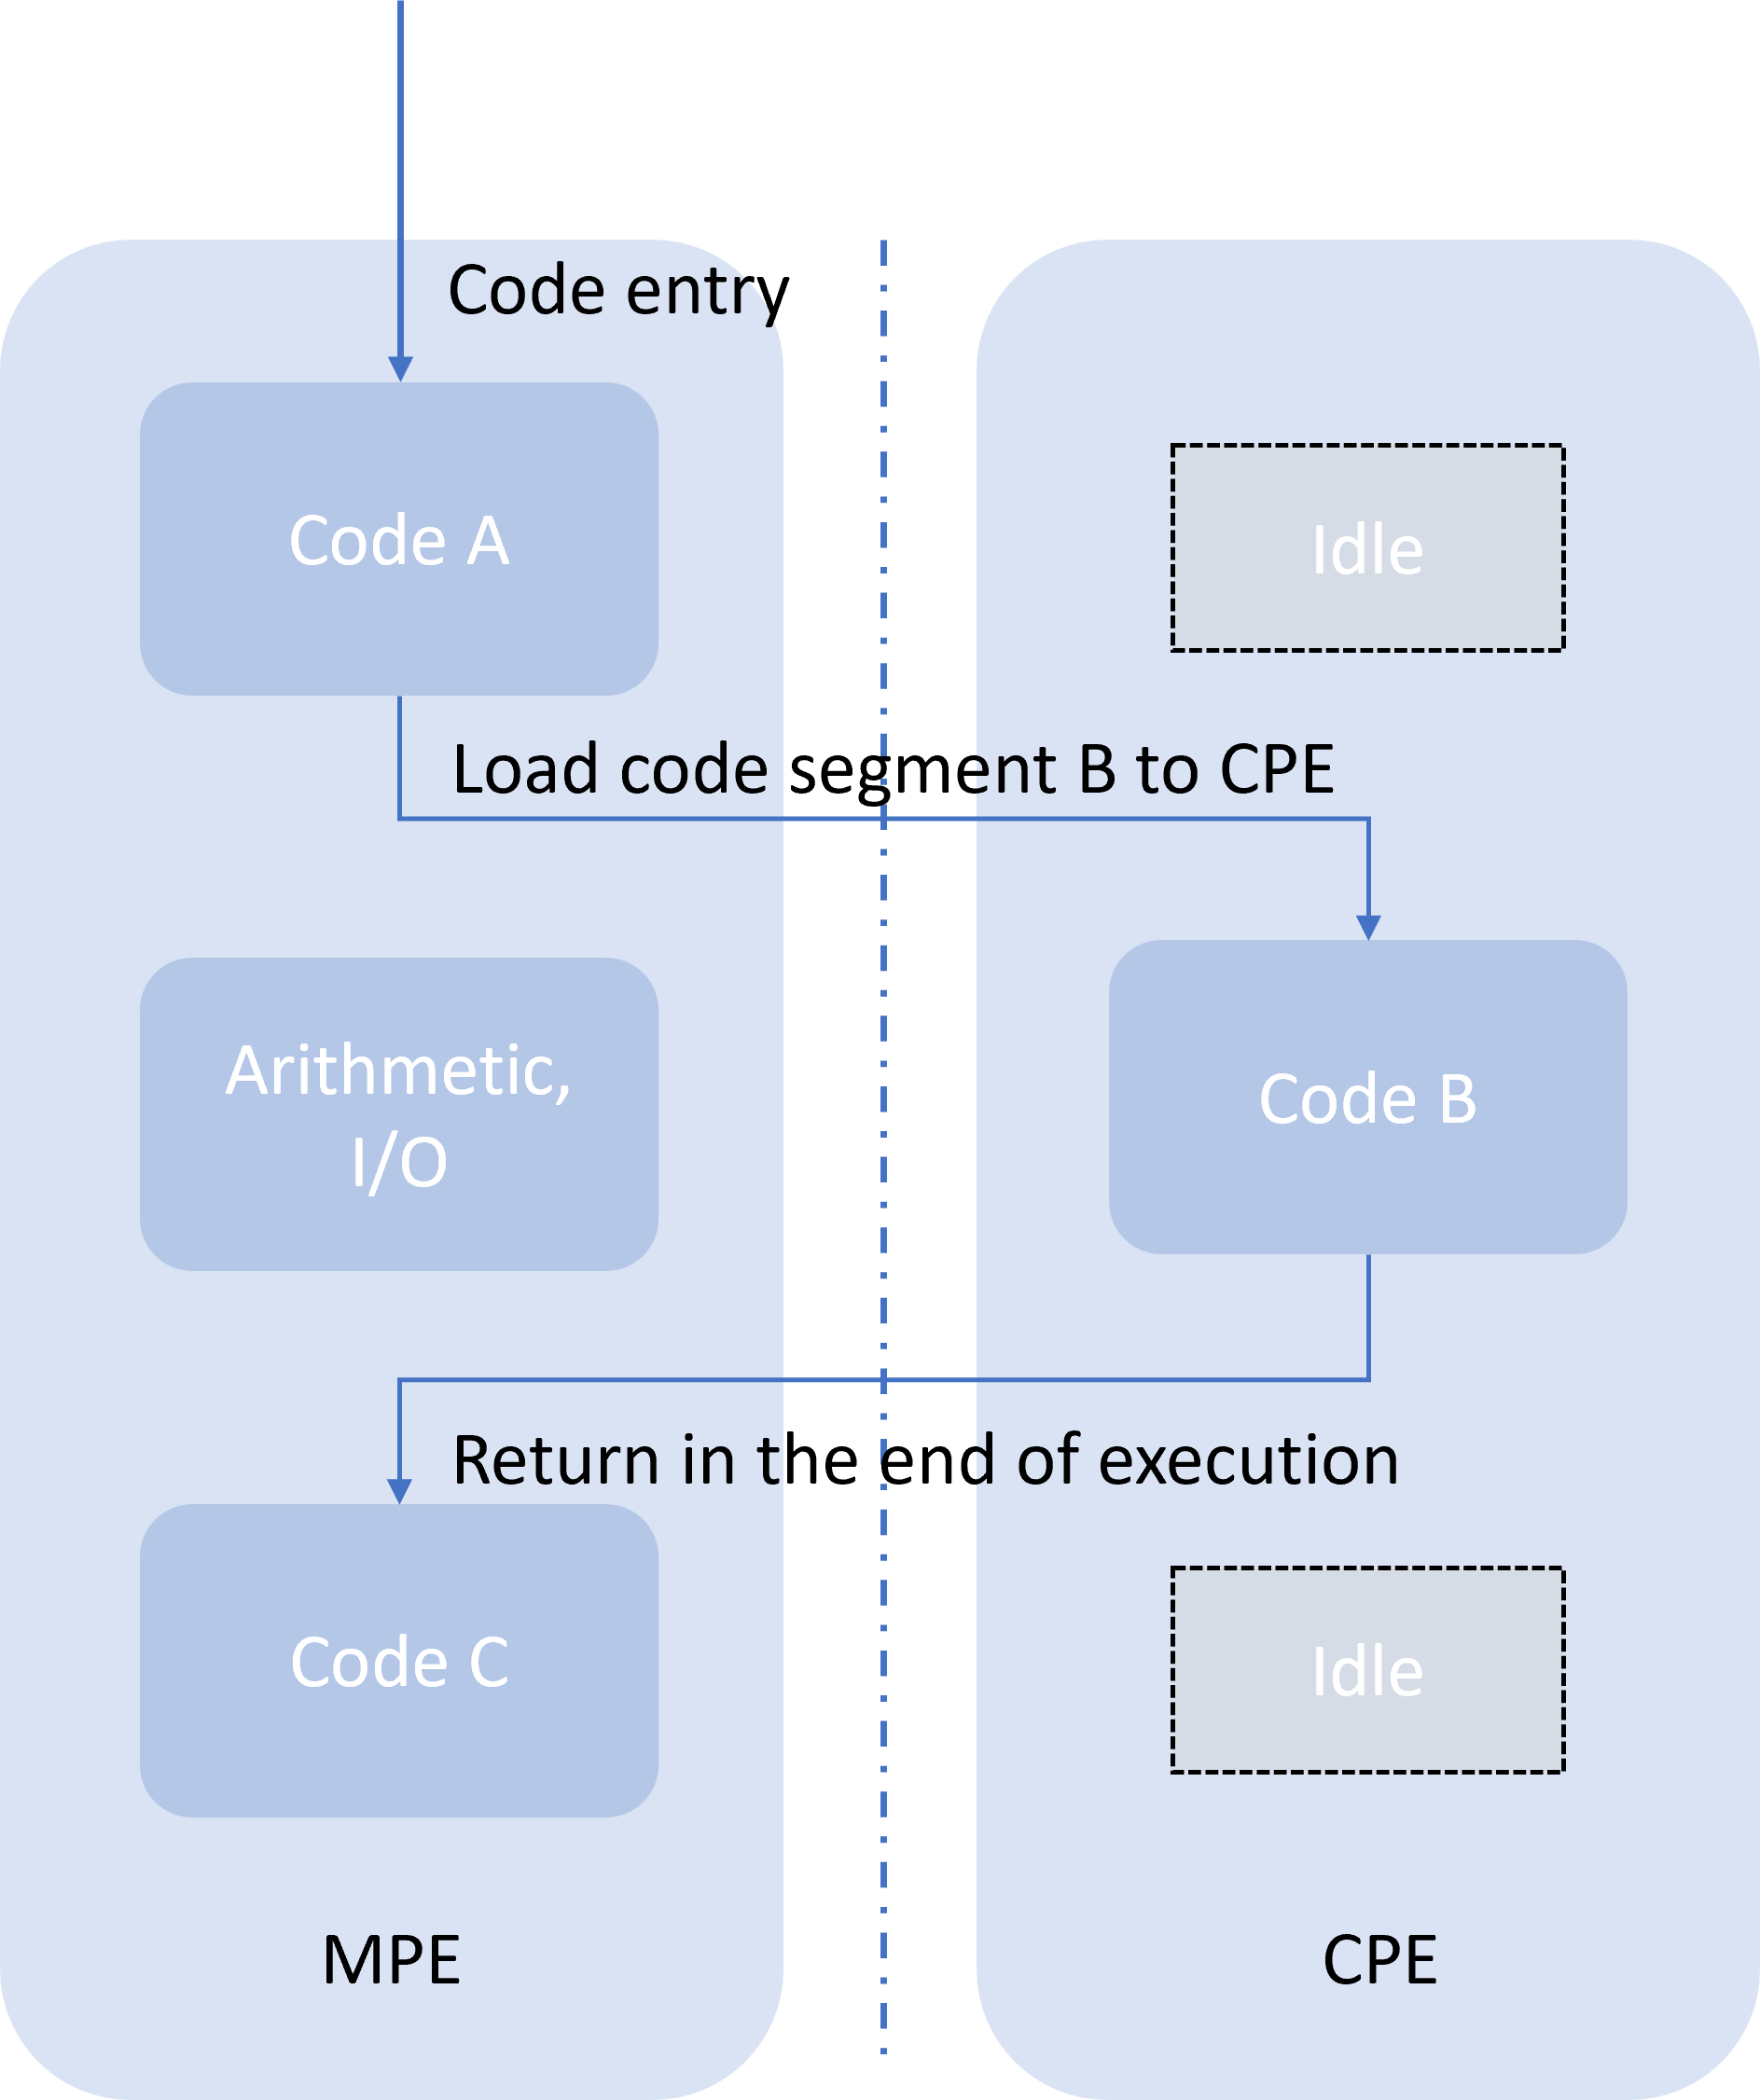 Code entry
Code A
Idle
Load code segment B to CPE
Arithmetic,
I/O
Code B
Return in the end of execution
Code C
Idle
MPE
CPE